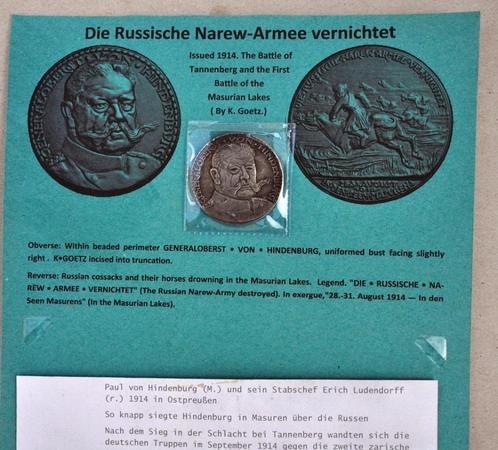 Die Russische Narew-Armee vernichtet
Issued 1914. The Battle of
Tannenberg and the First
Battle of the
Masurian Lakes
( By K. Goetz.)
Obverse: Within beaded perimeter GENERALOBERST • VON • HINDENBURG, uniformed bust facing slightly
right . K•GOETZ incised into truncation.
Reverse: Russian cossacks and their horses drowning in the Masurian Lakes. Legend. "DIE • RUSSISCHE • NA-
REW • ARMEE • VERNICHTET" (The Russian Narew-Army destroyed). In exergue,"28.-31. August 1914 — In den
Seen Masurens" (In the Masurian Lakes).
Paul von Hindenburg (M.) und sein Stabschef Erich Ludendorff
(r.) 1914 in Ostpreußen
So knapp siegte Hindenburg in Masuren über die Russen
Nach dem Sieg in der Schlacht bei Tannenberg wandten sich die
deutschen Truppen im September 1914 gegen die zweite zarische